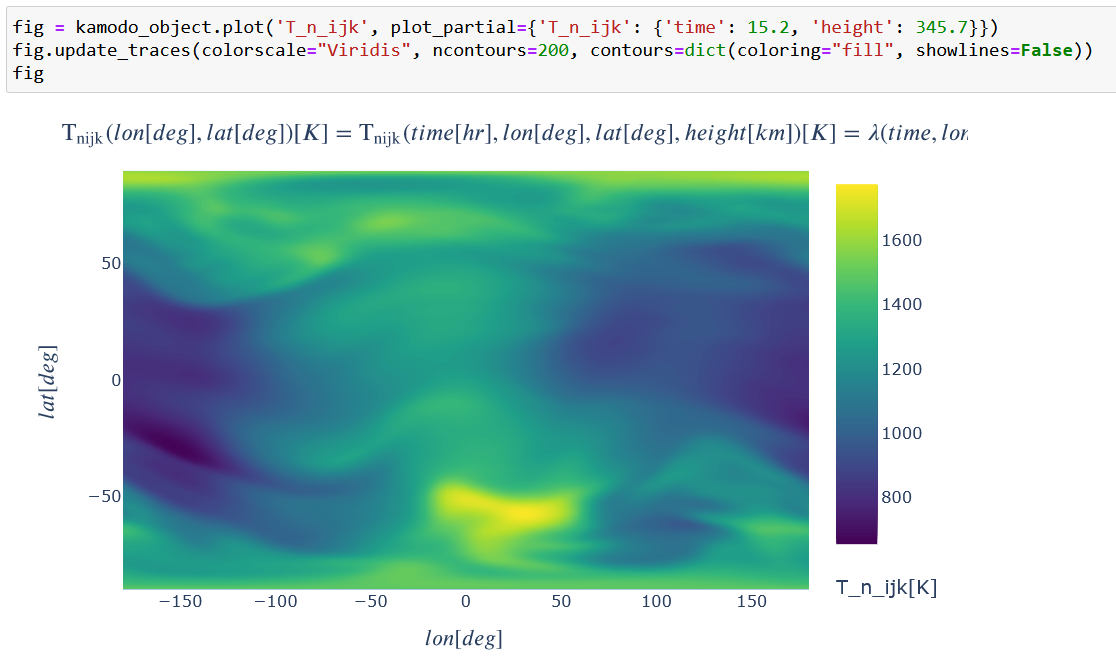 fig = kamodo_object.plot('T_n_ijk', plot_partial={'T_n_ijk': {'time': 15.2, 'height': 345.7}})
fig.update_traces(colorscale="Viridis", ncontours=200, contours=dict(coloring="fill", showlines=False))
fig
Tnijk(lon[deg], lat[deg])[K] = Tnijk(time[hr], lon[deg], lat[deg], height[km])[K] = λ(time, lon
50
0
−50
lat[deg]
−150 −100 −50 0 50 100 150
lon[deg]
1600
1400
1200
1000
800
T_n_ijk[K]